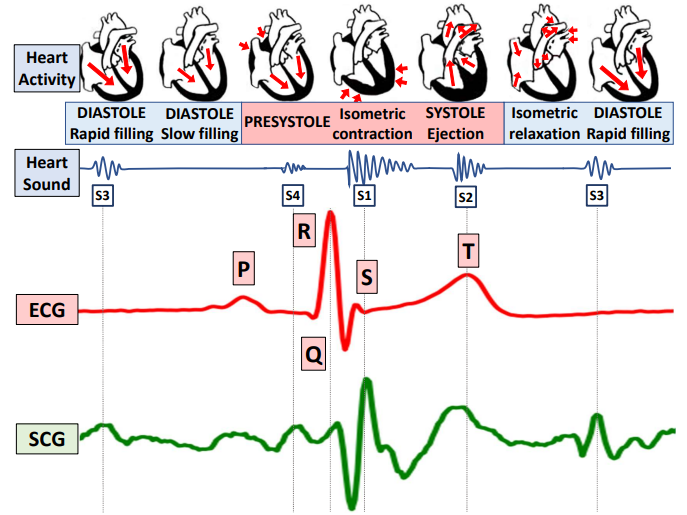 Heart
Activity
DIASTOLE
Rapid filling
DIASTOLE
Slow filling
PRESYSTOLE
Isometric
contraction
SYSTOLE
Ejection
Isometric
relaxation
DIASTOLE
Rapid filling
Heart
Sound
S3
S4
S1
S2
S3
R
P
S
T
ECG
Q
SCG